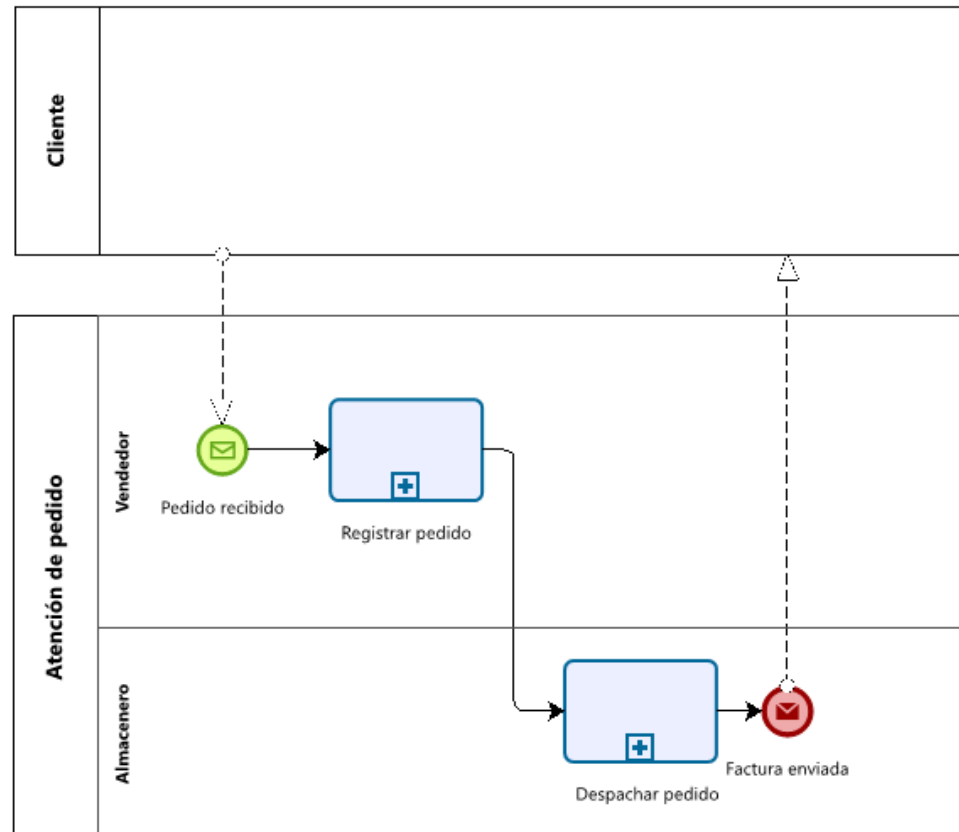 Cliente
Atención de pedido
Vendedor
Pedido recibido
Registrar pedido
Almacenero
Despachar pedido
Factura enviada